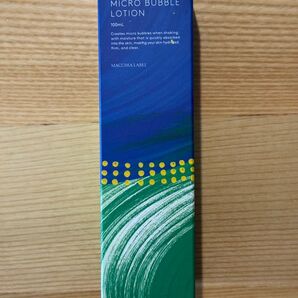 MICRO BUBBLE
LOTION
100mL
Creates micro bubbles when shaking,
with moisture that is quickly absorbed
into the skin, making your skin hydrated,
firm, and clear.
MACCHIA LABEL